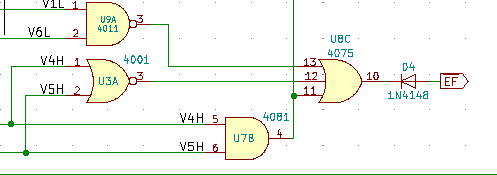 V1L 1 U9A 4011 3
V6L 2
U8C 4075
V4H 1 4001
U3A 3
V5H 2
13
12
11
10
D4
1N4148
EF
V4H 5 4081
U7B 4
V5H 6